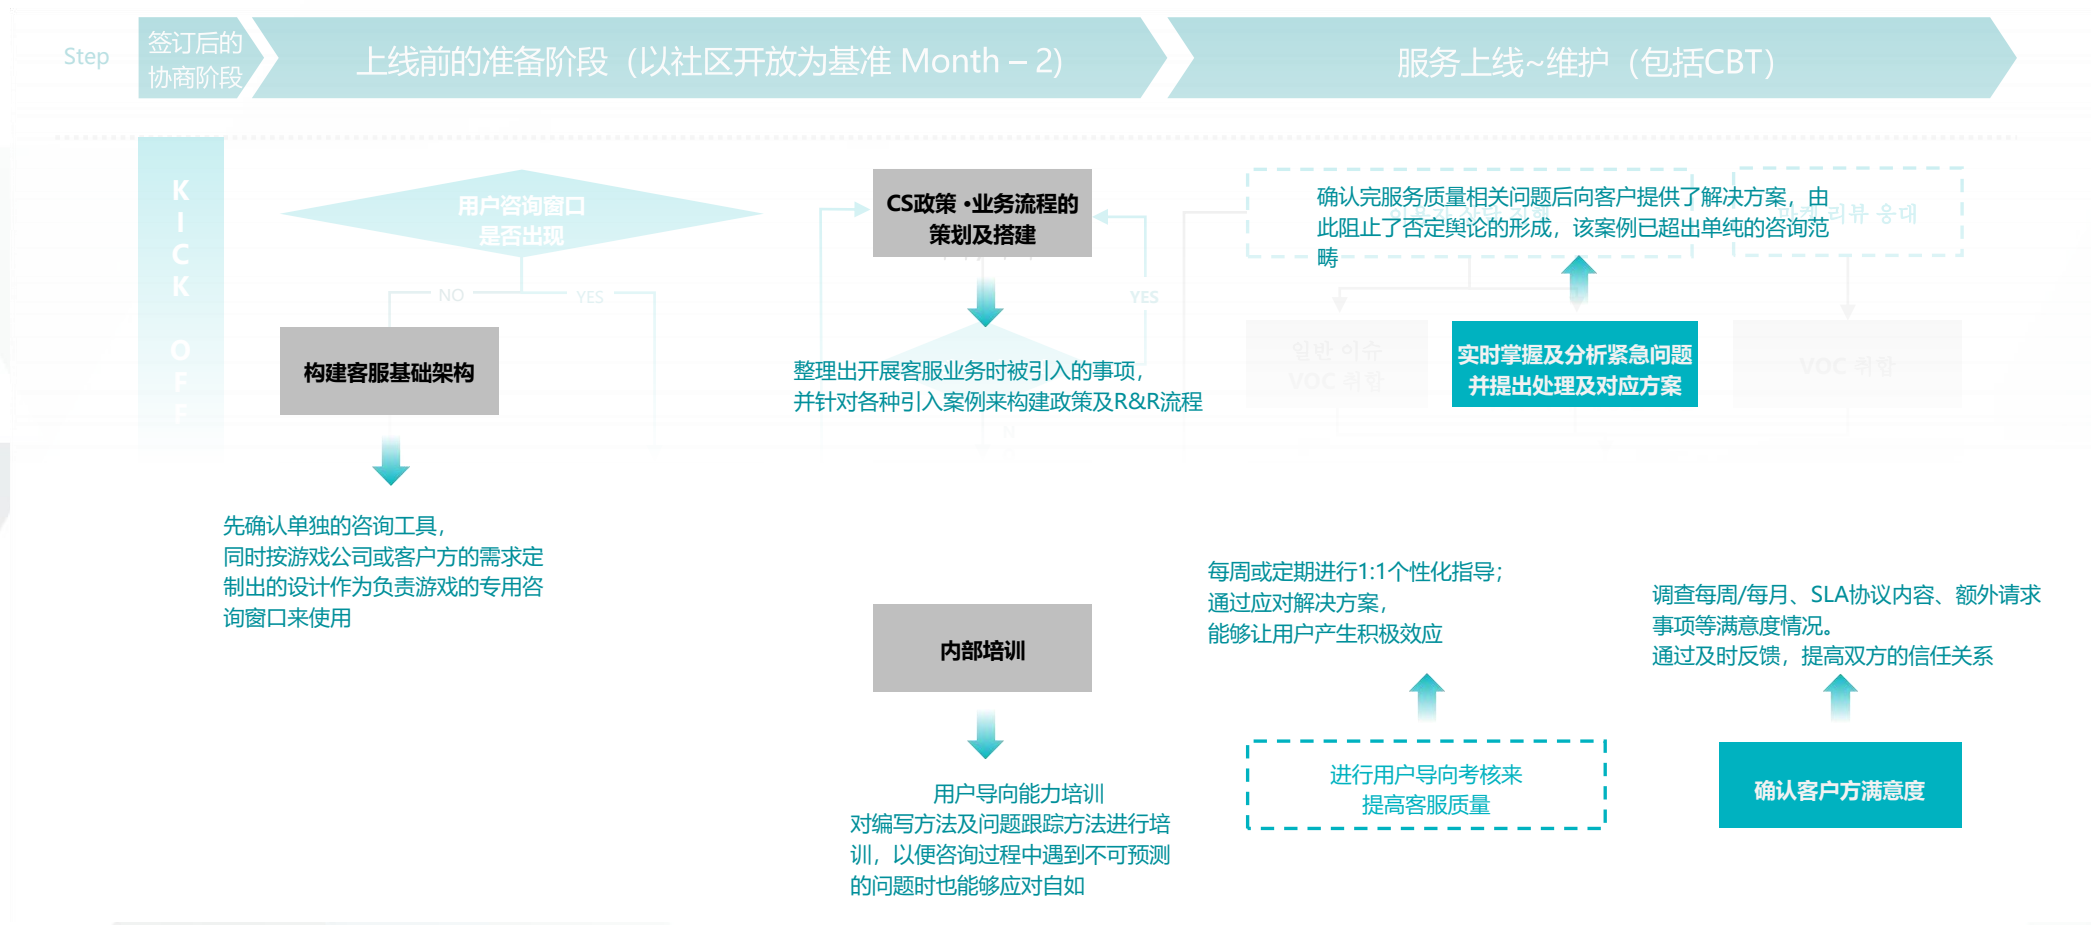 Step
签订后的
协商阶段
上线前的准备阶段（以社区开放为基准 Month – 2)
服务上线~维护（包括CBT）
K
I
C
K
O
F
F
用户咨询窗口
是否出现
NO
YES
构建客服基础架构
先确认单独的咨询工具，
同时按游戏公司或客户方的需求定
制出的设计作为负责游戏的专用咨
询窗口来使用
CS政策 •业务流程的
策划及搭建
YES
整理出开展客服业务时被引入的事项，
并针对各种引入案例来构建政策及R&R流程
N
内部培训
用户导向能力培训
对编写方法及问题跟踪方法进行培
训，以便咨询过程中遇到不可预测
的问题时也能够应对自如
确认完服务质量相关问题后向客户提供了解决方案，由
此阻止了否定舆论的形成，该案例已超出单纯的咨询范
畴
마켓 리뷰 응대
일반 이슈
VOC 취합
实时掌握及分析紧急问题
并提出处理及对应方案
VOC 취합
每周或定期进行1:1个性化指导；
通过应对解决方案，
能够让用户产生积极效应
进行用户导向考核来
提高客服质量
调查每周/每月、SLA协议内容、额外请求
事项等满意度情况。
通过及时反馈，提高双方的信任关系
确认客户方满意度